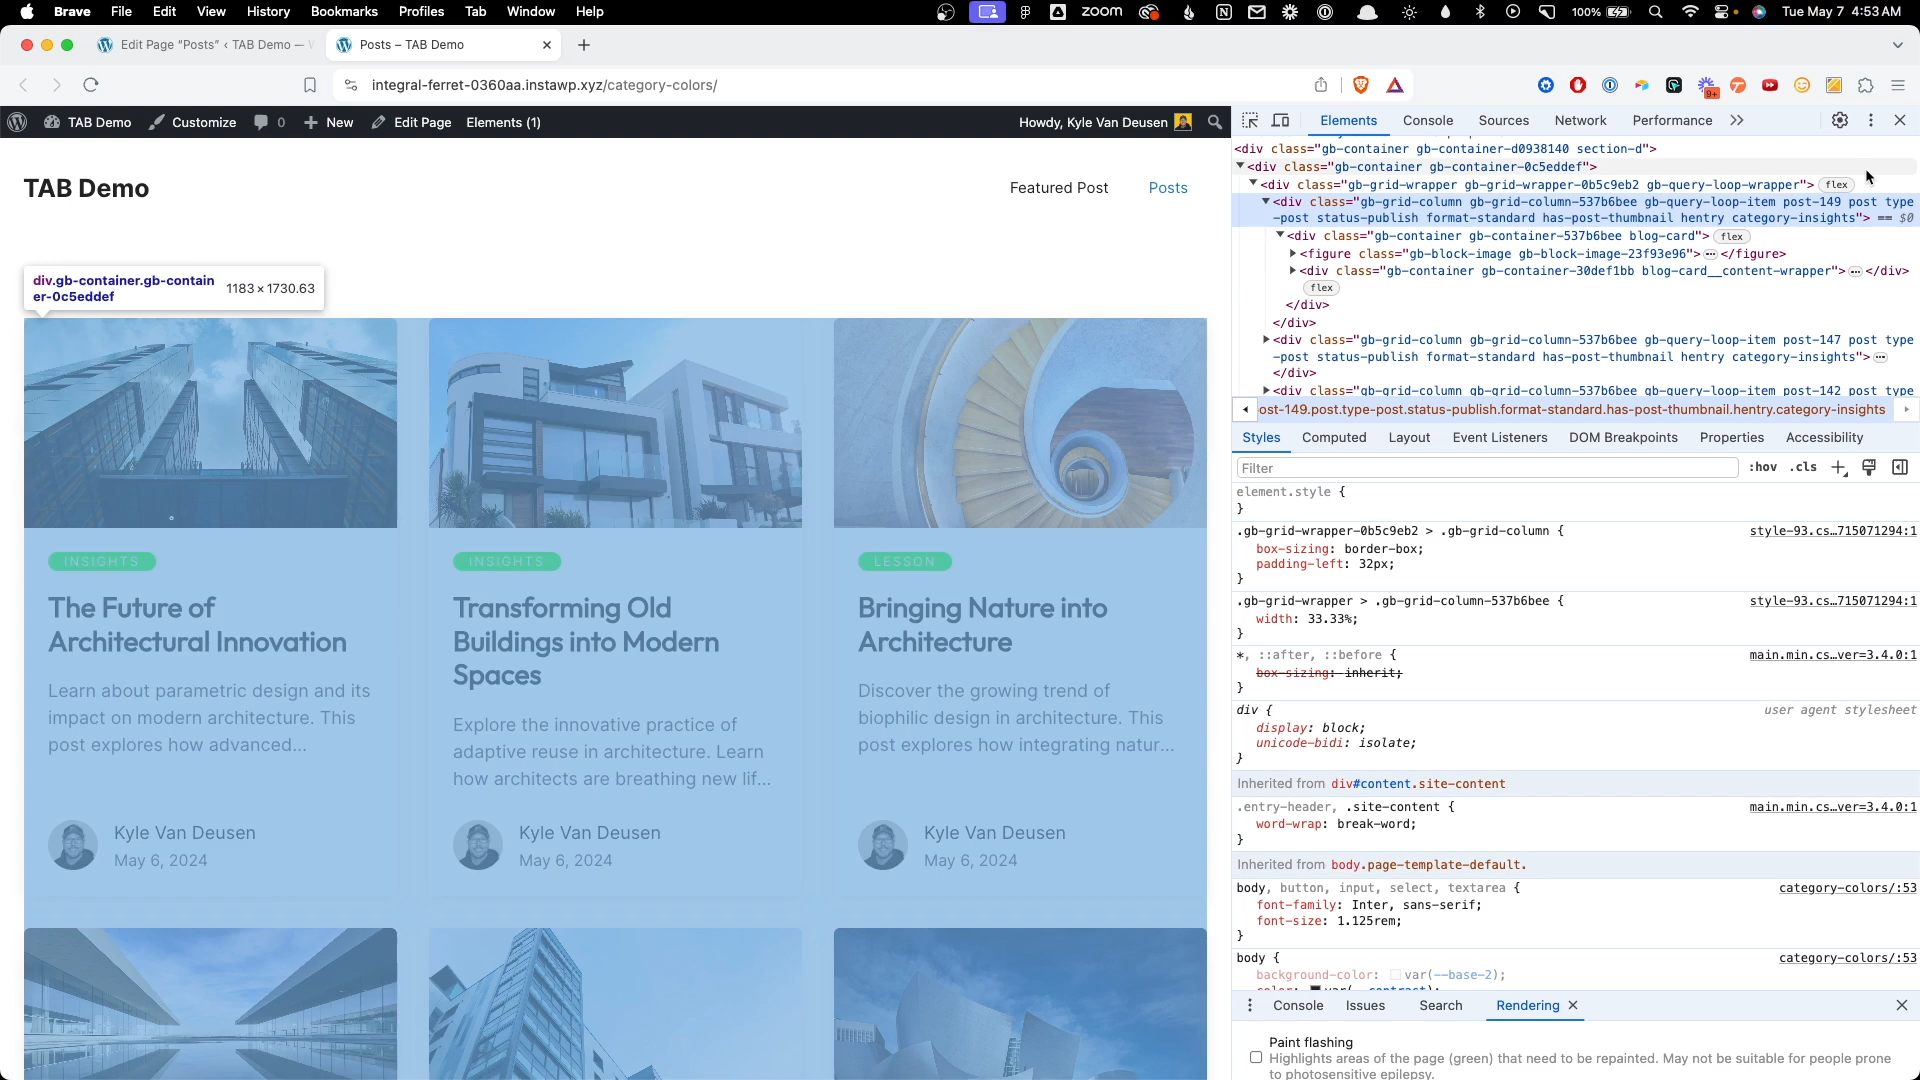 Brave File Edit View History Bookmarks Profiles Tab Window Help zoom 100% Tue May 7 4:53 AM
Edit Page "Posts" ‹ TAB Demo — Posts – TAB Demo
integral-ferret-0360aa.instawp.xyz/category-colors/ 9+
TAB Demo Customize 0 New Edit Page Elements (1) Howdy, Kyle Van Deusen
TAB Demo
Featured Post Posts
div.gb-container.gb-contain
er-0c5eddef 1183 × 1730.63
INSIGHTS
The Future of
Architectural Innovation
Learn about parametric design and its
impact on modern architecture. This
post explores how advanced...
Kyle Van Deusen
May 6, 2024
INSIGHTS
Transforming Old
Buildings into Modern
Spaces
Explore the innovative practice of
adaptive reuse in architecture. Learn
how architects are breathing new lif...
Kyle Van Deusen
May 6, 2024
LESSON
Bringing Nature into
Architecture
Discover the growing trend of
biophilic design in architecture. This
post explores how integrating natur...
Kyle Van Deusen
May 6, 2024
Elements Console Sources Network Performance
<div class="gb-container gb-container-d0938140 section-d">
<div class="gb-container gb-container-0c5eddef">
<div class="gb-grid-wrapper gb-grid-wrapper-0b5c9eb2 gb-query-loop-wrapper"> flex
<div class="gb-grid-column gb-grid-column-537b6bee gb-query-loop-item post-149 post type
-post status-publish format-standard has-post-thumbnail hentry category-insights"> == $0
<div class="gb-container gb-container-537b6bee blog-card"> flex
<figure class="gb-block-image gb-block-image-23f93e96">…</figure>
<div class="gb-container gb-container-30def1bb blog-card__content-wrapper">…</div>
flex
</div>
</div>
<div class="gb-grid-column gb-grid-column-537b6bee gb-query-loop-item post-147 post type
-post status-publish format-standard has-post-thumbnail hentry category-insights">…
</div>
<div class="gb-grid-column gb-grid-column-537b6bee gb-query-loop-item post-142 post type
ost-149.post.type-post.status-publish.format-standard.has-post-thumbnail.hentry.category-insights
Styles Computed Layout Event Listeners DOM Breakpoints Properties Accessibility
Filter :hov .cls
element.style {
}
.gb-grid-wrapper-0b5c9eb2 > .gb-grid-column { style-93.cs…715071294:1
box-sizing: border-box;
padding-left: 32px;
}
.gb-grid-wrapper > .gb-grid-column-537b6bee { style-93.cs…715071294:1
width: 33.33%;
}
*, ::after, ::before { main.min.cs…ver=3.4.0:1
box-sizing: inherit;
}
div { user agent stylesheet
display: block;
unicode-bidi: isolate;
}
Inherited from div#content.site-content
.entry-header, .site-content { main.min.cs…ver=3.4.0:1
word-wrap: break-word;
}
Inherited from body.page-template-default.
body, button, input, select, textarea { category-colors/:53
font-family: Inter, sans-serif;
font-size: 1.125rem;
}
body { category-colors/:53
background-color: var(--base-2);
Console Issues Search Rendering
Paint flashing
Highlights areas of the page (green) that need to be repainted. May not be suitable for people prone
to photosensitive epilepsy.